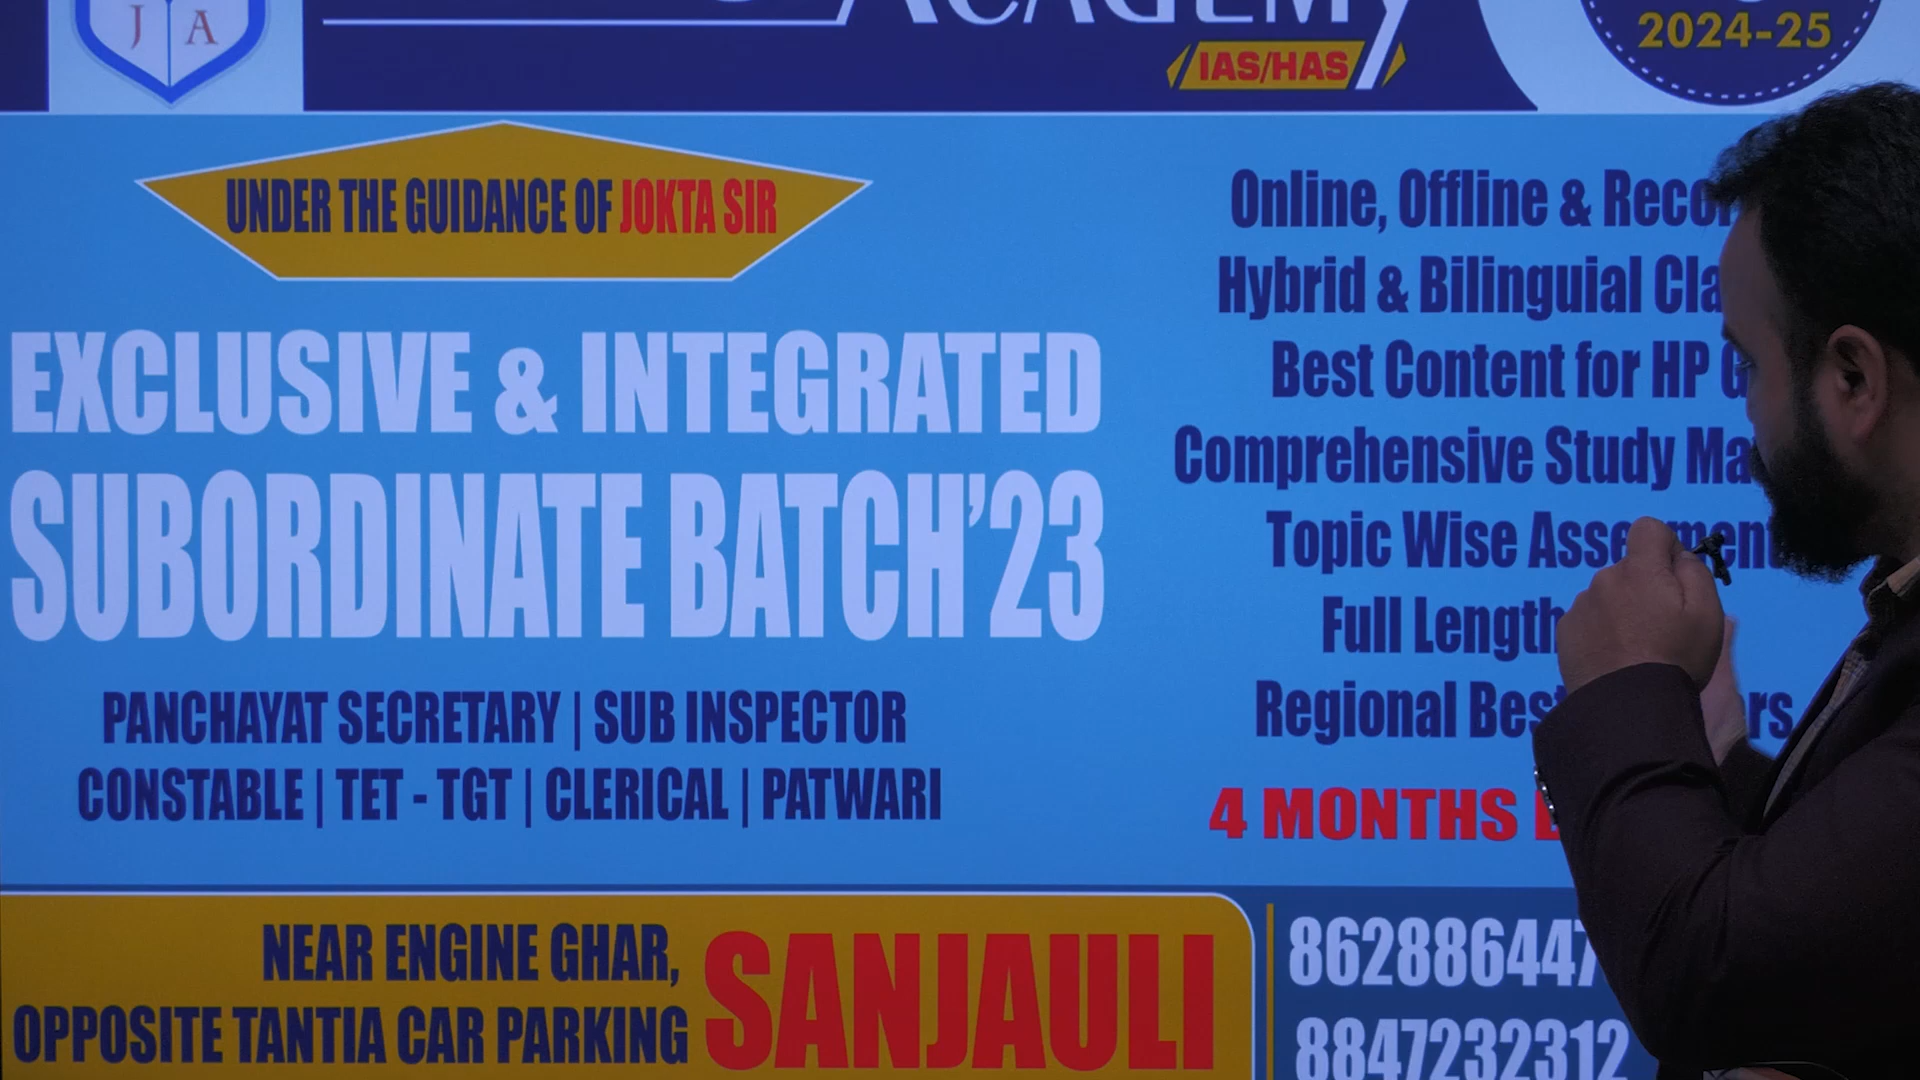 J A
ACADEMY
IAS/HAS
2024-25
UNDER THE GUIDANCE OF JOKTA SIR
EXCLUSIVE & INTEGRATED
SUBORDINATE BATCH'23
PANCHAYAT SECRETARY | SUB INSPECTOR
CONSTABLE | TET - TGT | CLERICAL | PATWARI
Online, Offline &
Hybrid & Bilinguial
Best Content for HP
Comprehensive Study
Topic Wise
Full Length
Regional
4 MONTHS
NEAR ENGINE GHAR,
OPPOSITE TANTIA CAR PARKING
SANJAULI
862886447
8847232312